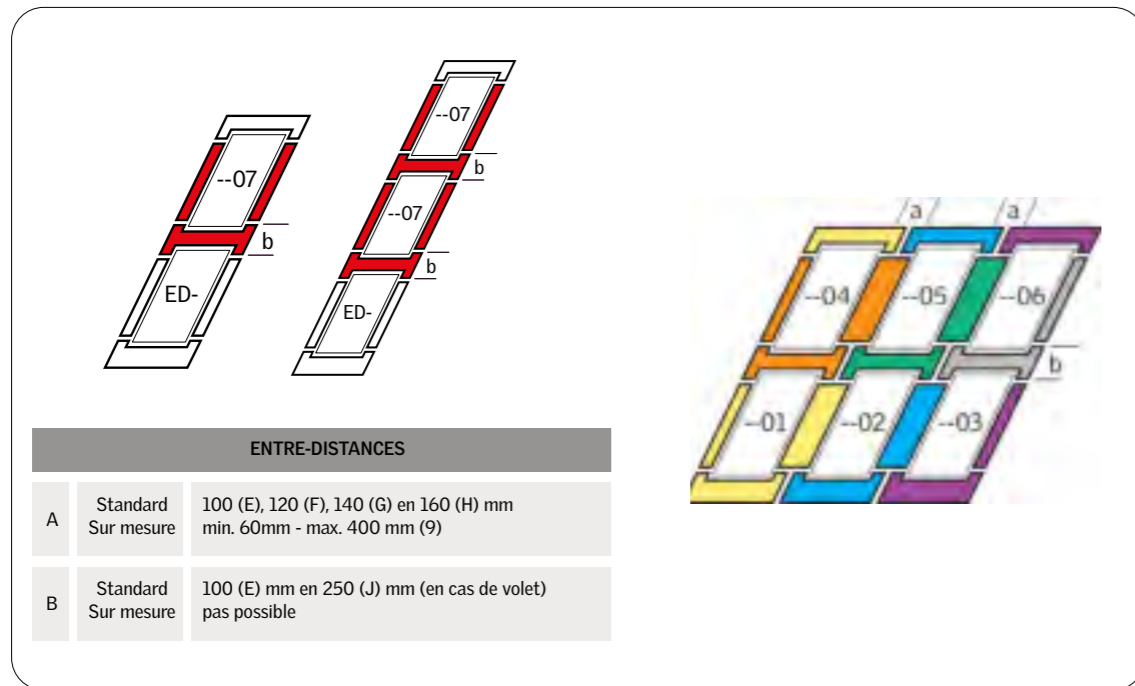 --07
b
ED-
--07
b
--07
b
ED-
a
a
--04
--05
--06
b
--01
--02
--03
ENTRE-DISTANCES
A
Standard
Sur mesure
100 (E), 120 (F), 140 (G) en 160 (H) mm
min. 60mm - max. 400 mm (9)
B
Standard
Sur mesure
100 (E) mm en 250 (J) mm (en cas de volet)
pas possible